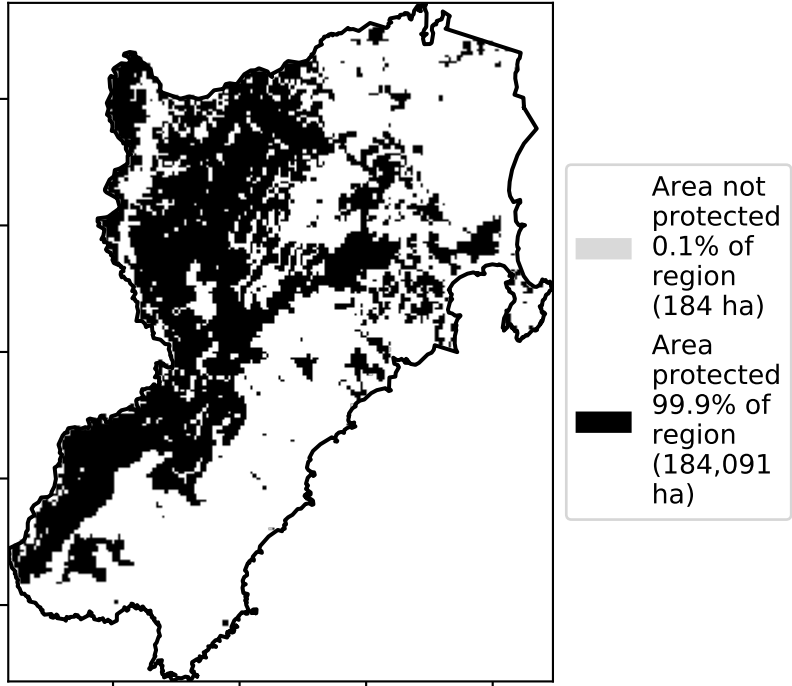 Area not
protected
0.1% of
region
(184 ha)
Area
protected
99.9% of
region
(184,091
ha)